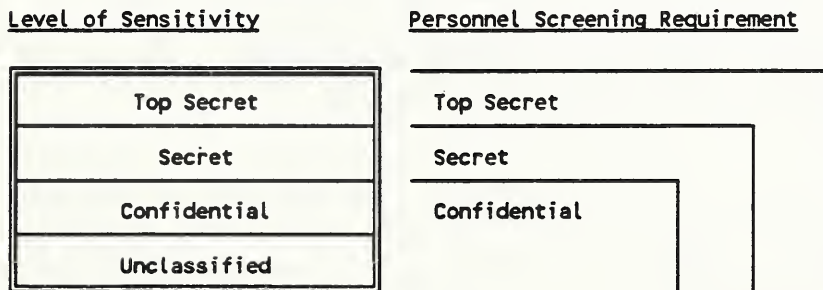 Level of Sensitivity Personnel Screening Requirement
Top Secret Top Secret
Secret Secret
Confidential Confidential
Unclassified